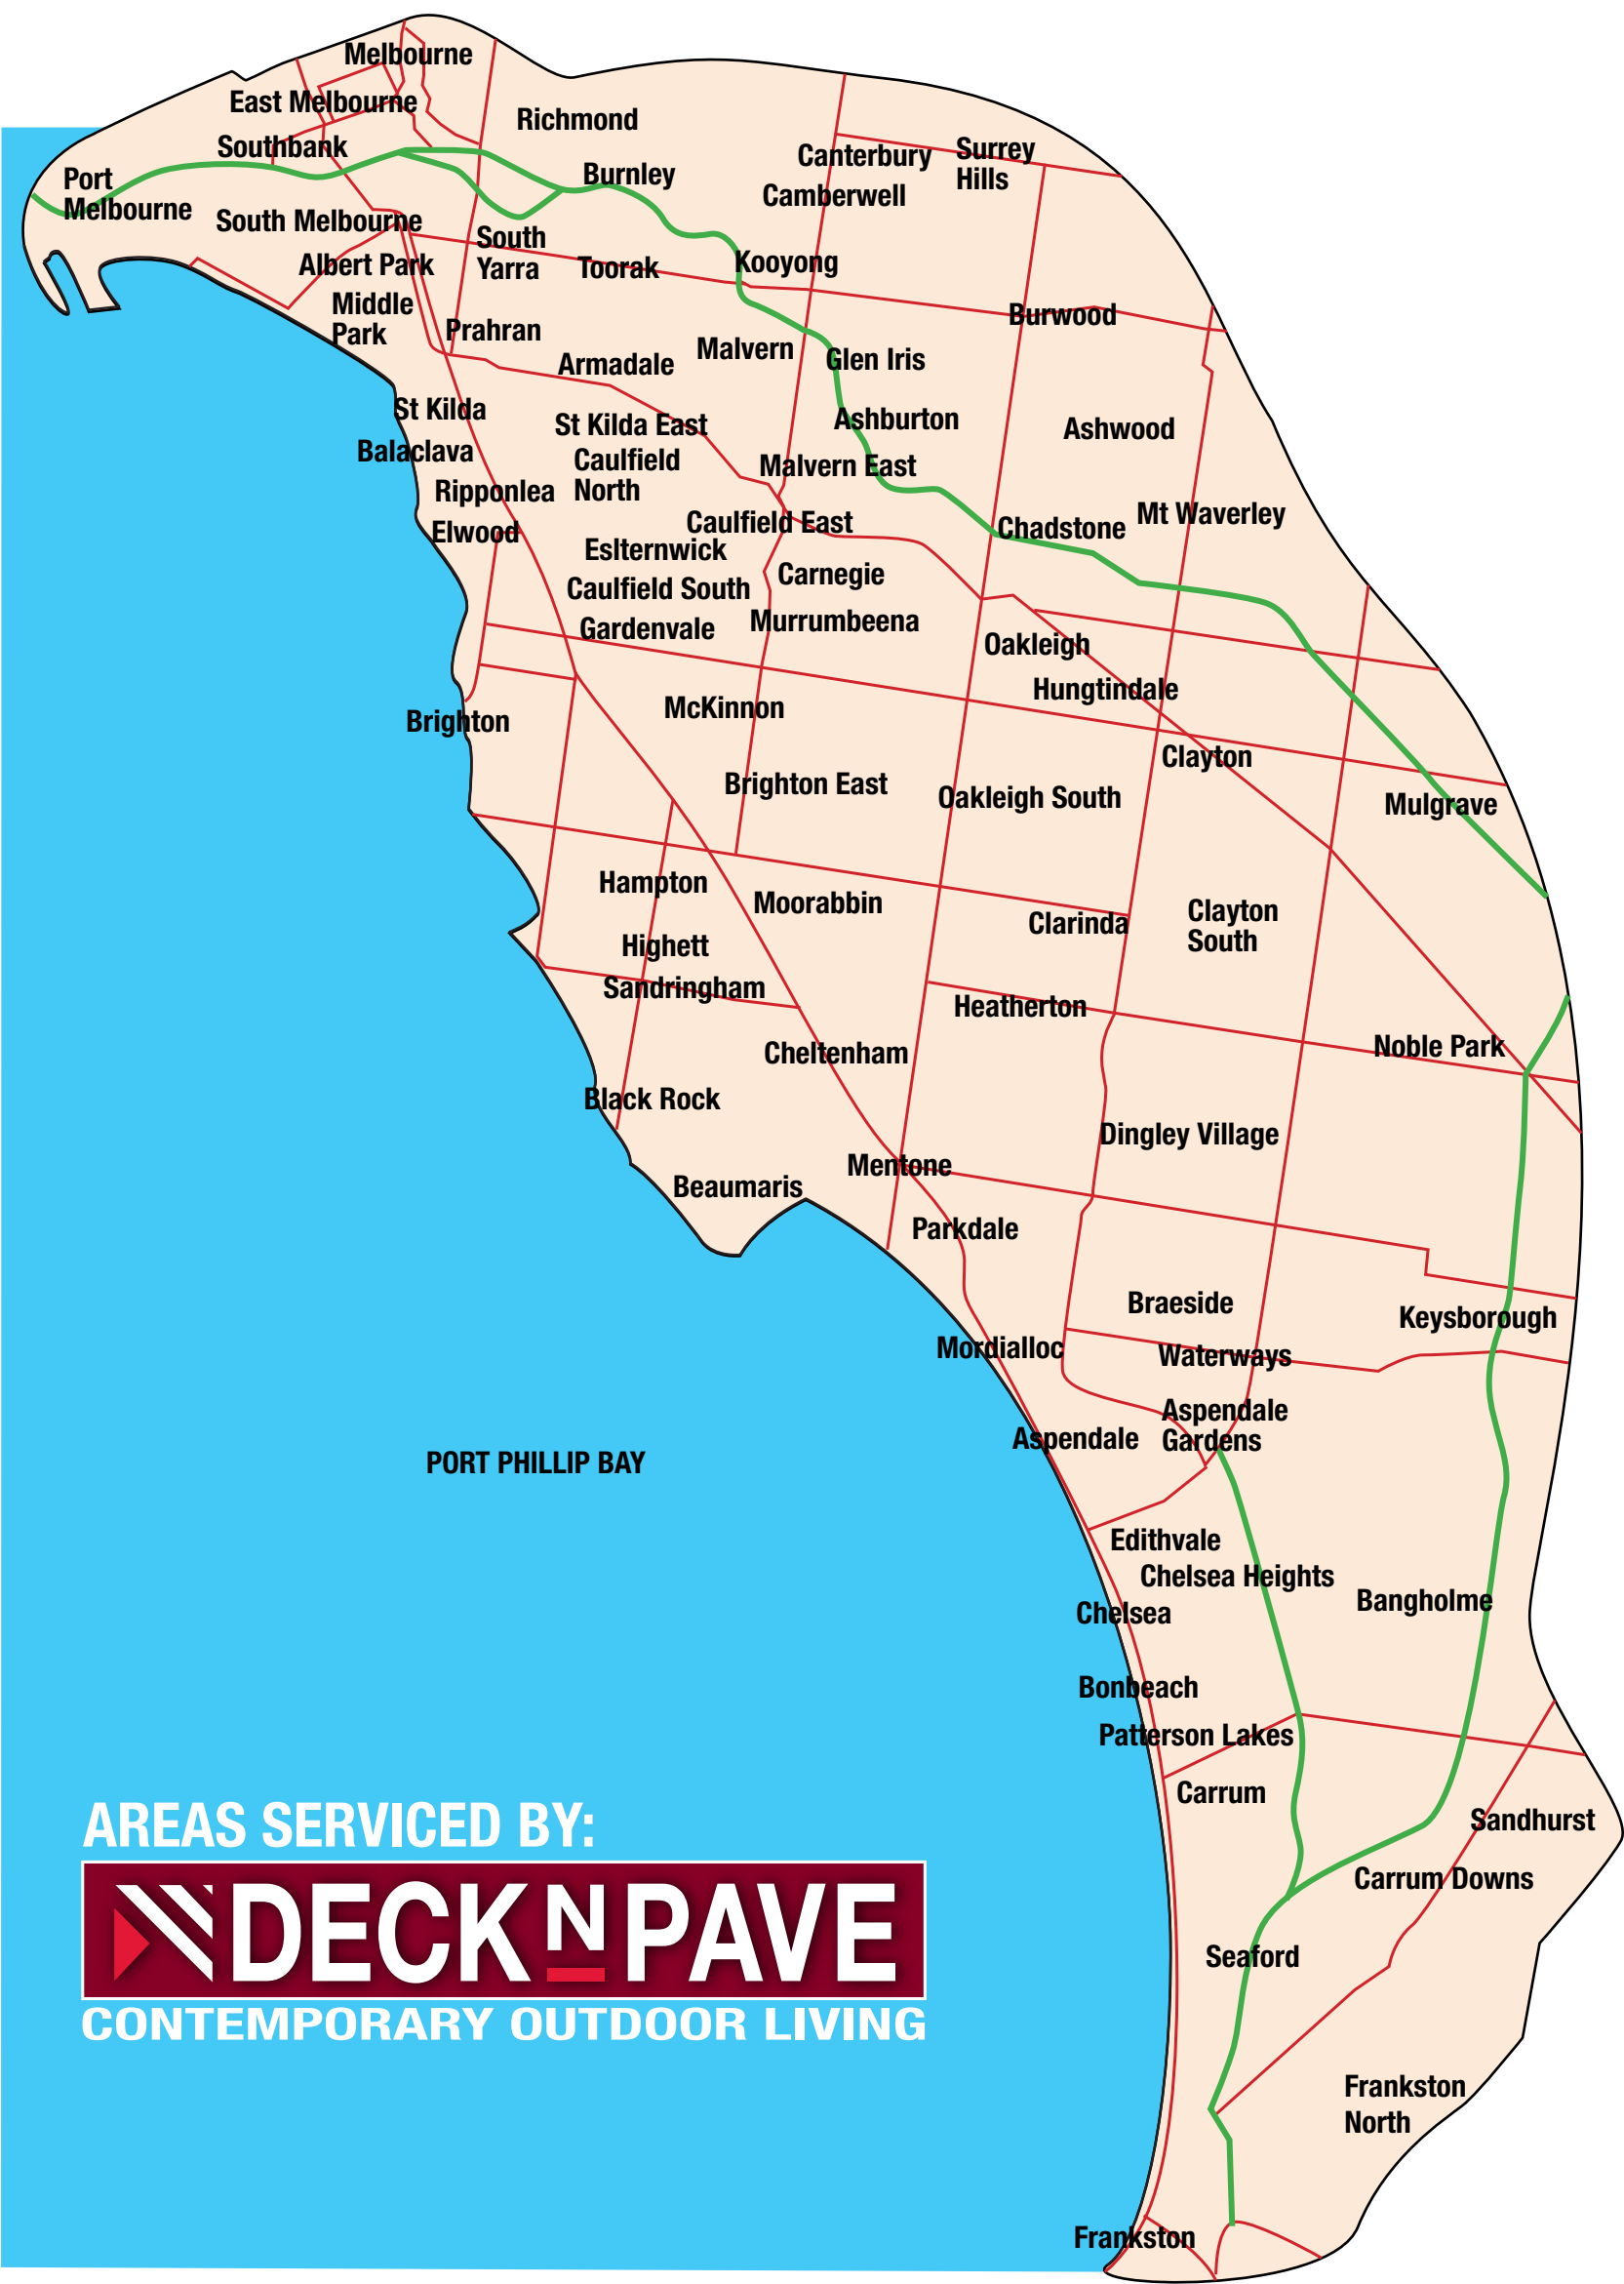 Melbourne
East Melbourne
Richmond
Southbank
Canterbury
Surrey
Hills
Burnley
Port
Melbourne
Camberwell
South Melbourne
South
Yarra
Albert Park
Toorak
Kooyong
Middle
Park
Burwood
Prahran
Malvern
Glen Iris
Armadale
St Kilda
Ashburton
St Kilda East
Ashwood
Balaclava
Caulfield
North
Malvern East
Ripponlea
Mt Waverley
Caulfield East
Chadstone
Elwood
Eslternwick
Carnegie
Caulfield South
Murrumbeena
Gardenvale
Oakleigh
Hungtindale
McKinnon
Brighton
Clayton
Brighton East
Oakleigh South
Mulgrave
Hampton
Moorabbin
Clayton
South
Clarinda
Highett
Sandringham
Heatherton
Noble Park
Cheltenham
Black Rock
Dingley Village
Mentone
Beaumaris
Parkdale
Braeside
Keysborough
Mordialloc
Waterways
Aspendale
Gardens
Aspendale
PORT PHILLIP BAY
Edithvale
Chelsea Heights
Bangholme
Chelsea
Bonbeach
Patterson Lakes
Carrum
Sandhurst
Carrum Downs
Seaford
Frankston
North
Frankston
AREAS SERVICED BY:
DECK N PAVE
CONTEMPORARY OUTDOOR LIVING